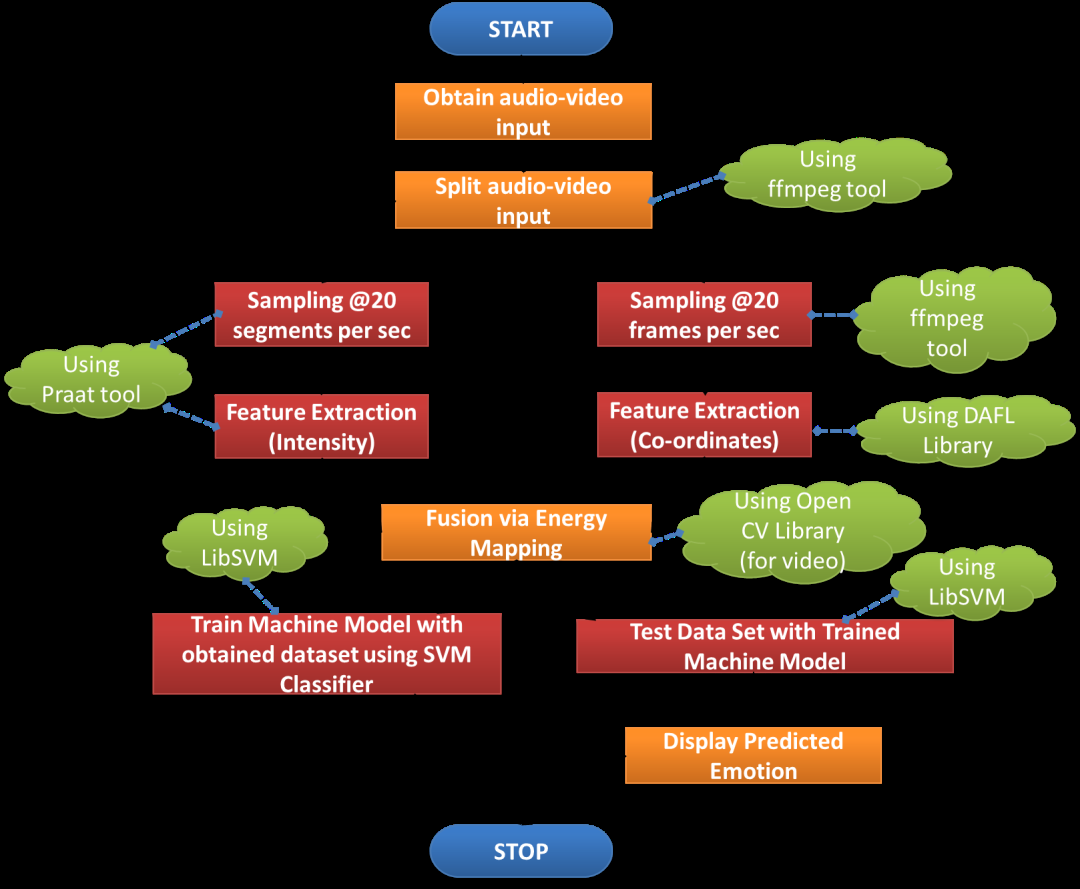 START
Obtain audio-video
input
Split audio-video
input
Using
ffmpeg tool
Sampling @20
segments per sec
Sampling @20
frames per sec
Using
ffmpeg
tool
Using
Praat tool
Feature Extraction
(Intensity)
Feature Extraction
(Co-ordinates)
Using DAFL
Library
Using
LibSVM
Fusion via Energy
Mapping
Using Open
CV Library
(for video)
Using
LibSVM
Train Machine Model with
obtained dataset using SVM
Classifier
Test Data Set with Trained
Machine Model
Display Predicted
Emotion
STOP